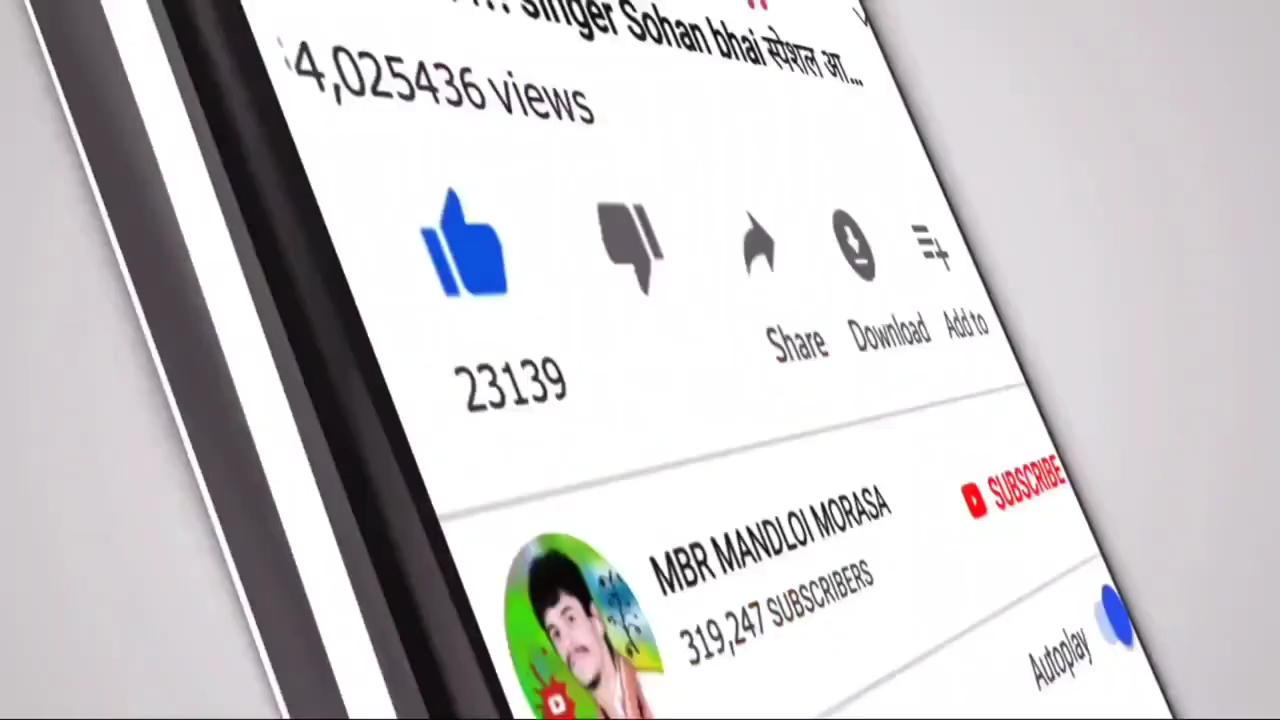 Singer Sohan bhai स्पेशल आ...
4,025436 views
23139
Share Download Add to
MBR MANDLOI MORASA
SUBSCRIBE
319,247 SUBSCRIBERS
Autoplay